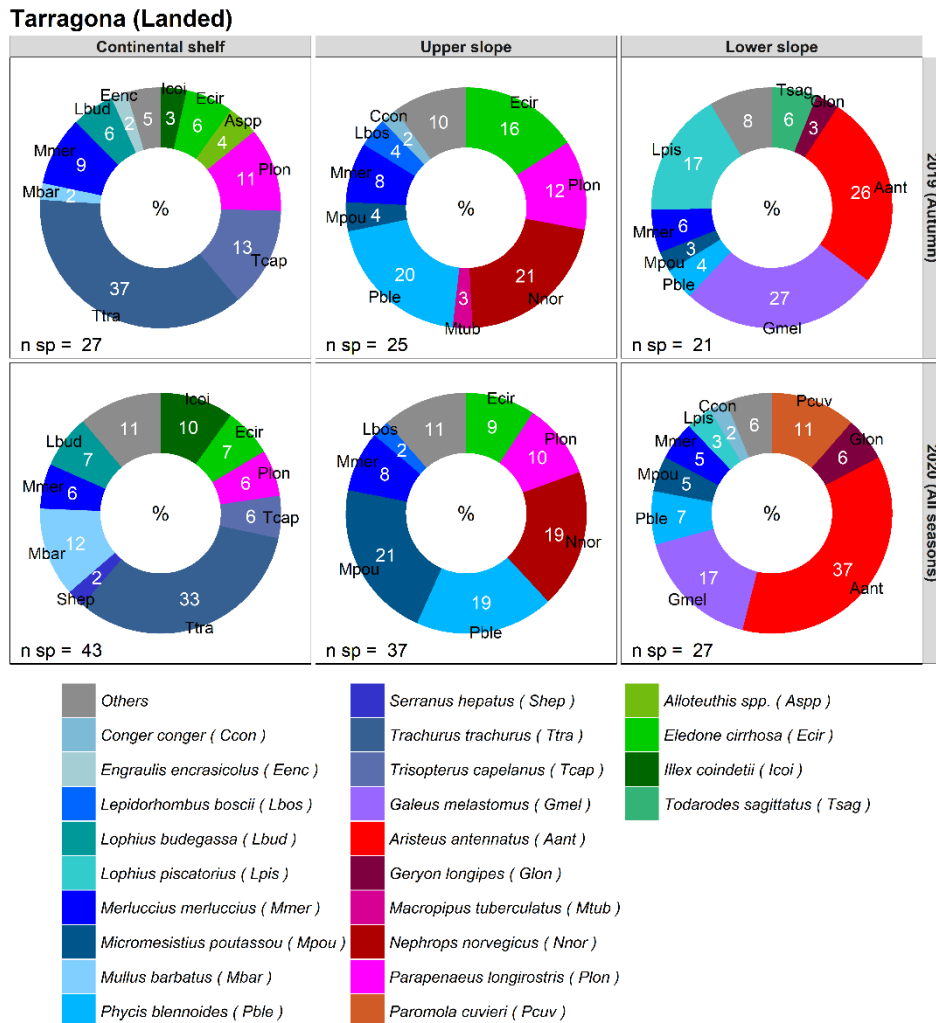 Tarragona (Landed)
Continental shelf
Upper slope
Lower slope
Icoi
Ecir
Aspp
Plon
Tcap
Ttra
Mbar
Mmer
Lbud
Eenc
3
6
4
11
13
37
2
9
6
2
5
%
n sp = 27
Ecir
Plon
Nnor
Mtub
Pble
Mpou
Mmer
Lbos
Ccon
16
12
21
3
20
4
8
4
2
10
%
n sp = 25
Tsag
Glon
Aant
Gmel
Pble
Mpou
Mmer
Lpis
6
3
26
27
4
3
6
17
8
%
n sp = 21
2019 (Autumm)
Icoi
Ecir
Plon
Tcap
Ttra
Shep
Mbar
Mmer
Lbud
10
7
6
6
33
2
12
6
7
11
%
n sp = 43
Ecir
Plon
Nnor
Pble
Mpou
Mmer
Lbos
9
10
19
19
21
8
2
11
%
n sp = 37
Pcuv
Glon
Aant
Gmel
Pble
Mpou
Mmer
Lpis
Ccon
11
6
37
17
7
5
5
3
2
6
%
n sp = 27
2020 (All seasons)
Others
Conger conger ( Ccon )
Engraulis encrasicolus ( Eenc )
Lepidorhombus boscii ( Lbos )
Lophius budegassa ( Lbud )
Lophius piscatorius ( Lpis )
Merluccius merluccius ( Mmer )
Micromesistius poutassou ( Mpou )
Mullus barbatus ( Mbar )
Phycis blennoides ( Pble )
Serranus hepatus ( Shep )
Trachurus trachurus ( Ttra )
Trisopterus capelanus ( Tcap )
Galeus melastomus ( Gmel )
Aristeus antennatus ( Aant )
Geryon longipes ( Glon )
Macropipus tuberculatus ( Mtub )
Nephrops norvegicus ( Nnor )
Parapenaeus longirostris ( Plon )
Paromola cuvieri ( Pcuv )
Alloteuthis spp. ( Aspp )
Eledone cirrhosa ( Ecir )
Illex coindetii ( Icoi )
Todarodes sagittatus ( Tsag )